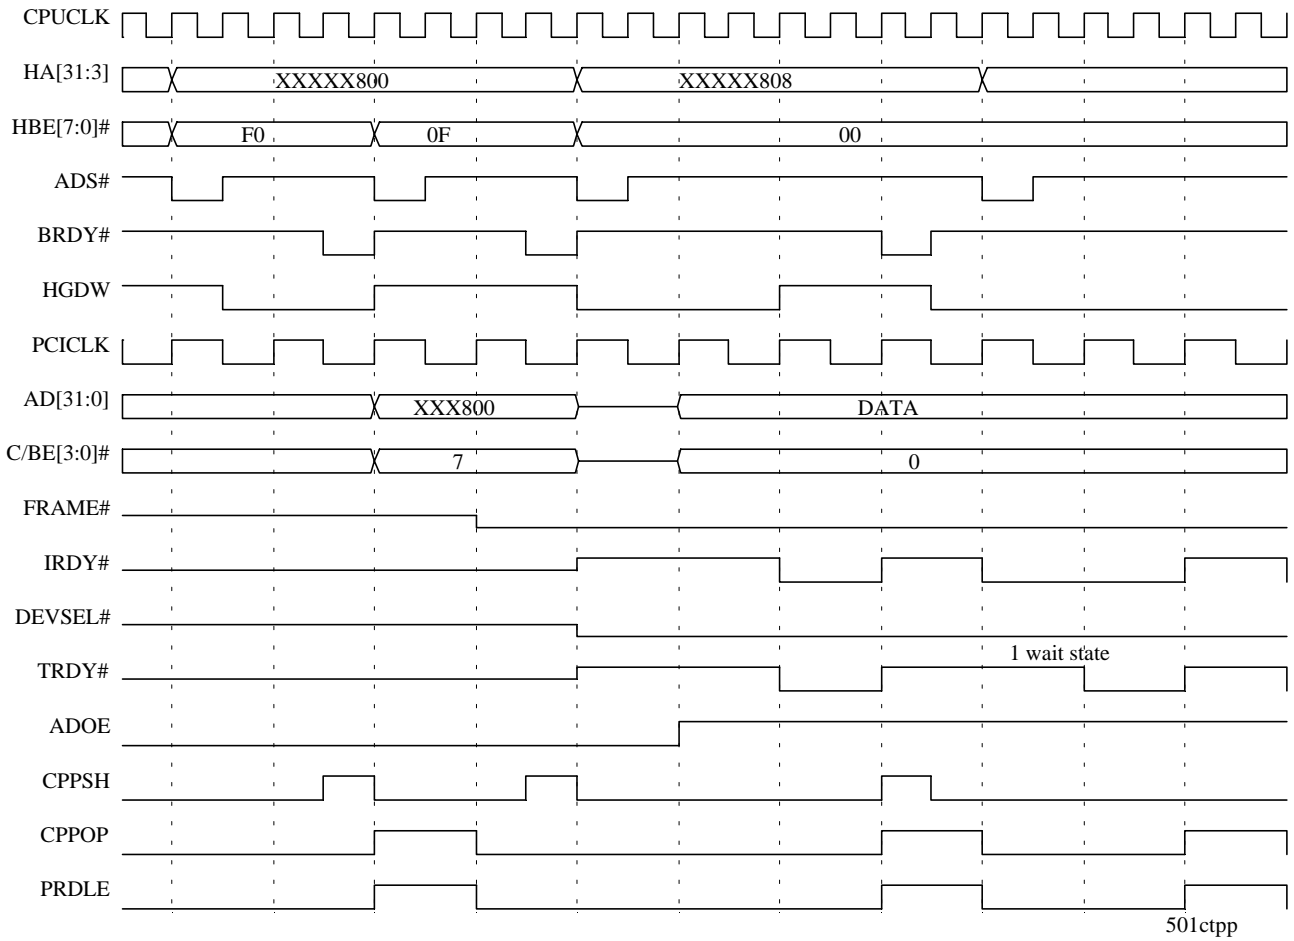 CPUCLK
HA[31:3] XXXXX800 XXXXX808
HBE[7:0]# F0 0F 00
ADS#
BRDY#
HGDW
PCICLK
AD[31:0] XXX800 DATA
C/BE[3:0]# 7 0
FRAME#
IRDY#
DEVSEL#
1 wait state
TRDY#
ADOE
CPPSH
CPPOP
PRDLE
501ctpp